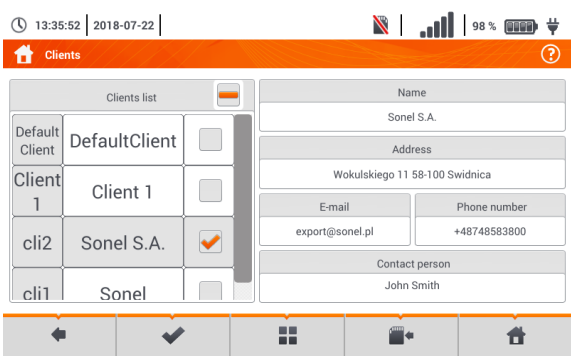 13:35:52 2018-07-22 98 %
Clients
Clients list
Default Client DefaultClient
Client 1 Client 1
cli2 Sonel S.A.
cli1 Sonel
Name
Sonel S.A.
Address
Wokulskiego 11 58-100 Swidnica
E-mail Phone number
export@sonel.pl +48748583800
Contact person
John Smith